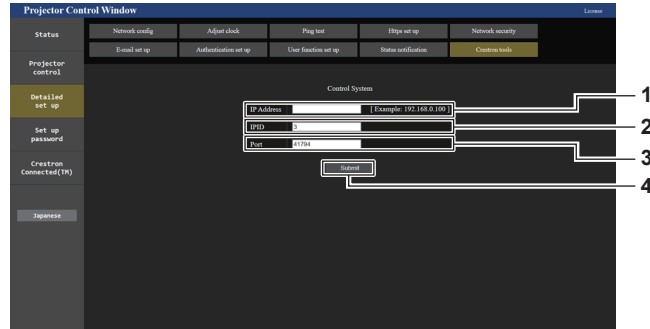 Projector Control Window
License
Status
Network config
Adjust clock
Ping test
Https set up
Network security
E-mail set up
Authentication set up
User function set up
Status notification
Crestron tools
Projector
control
Detailed
set up
Set up
password
Crestron
Connected(TM)
Japanese
Control System
IP Address
[ Example: 192.168.0.100 ]
1
IPID
3
2
Port
41794
3
Submit
4